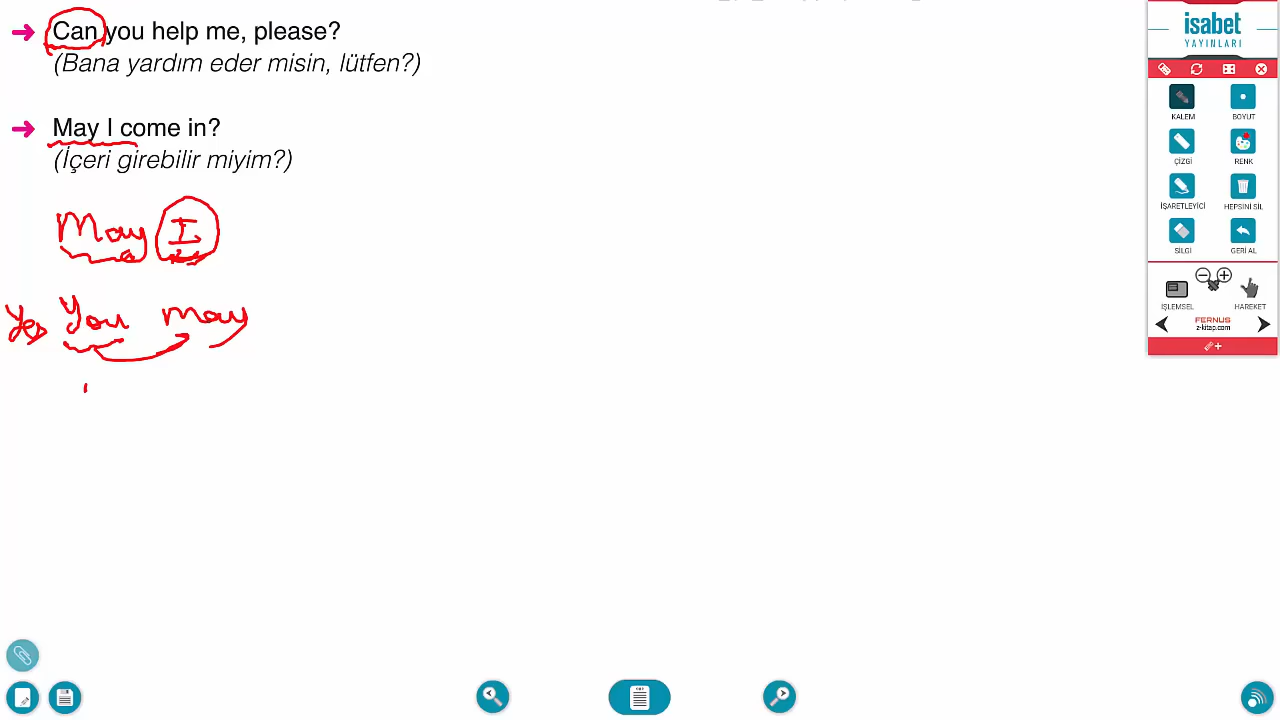 Can you help me, please?
(Bana yardım eder misin, lütfen?)
May I come in?
(İçeri girebilir miyim?)
May I
Yes You may
isabet
YAYINLARI
KALEM BOYUT
ÇİZGİ RENK
İŞARETLEYİCİ HEPSİNİ SİL
SİLGİ GERİ AL
İŞLEMSEL HAREKET
FERNUS
z-kitap.com